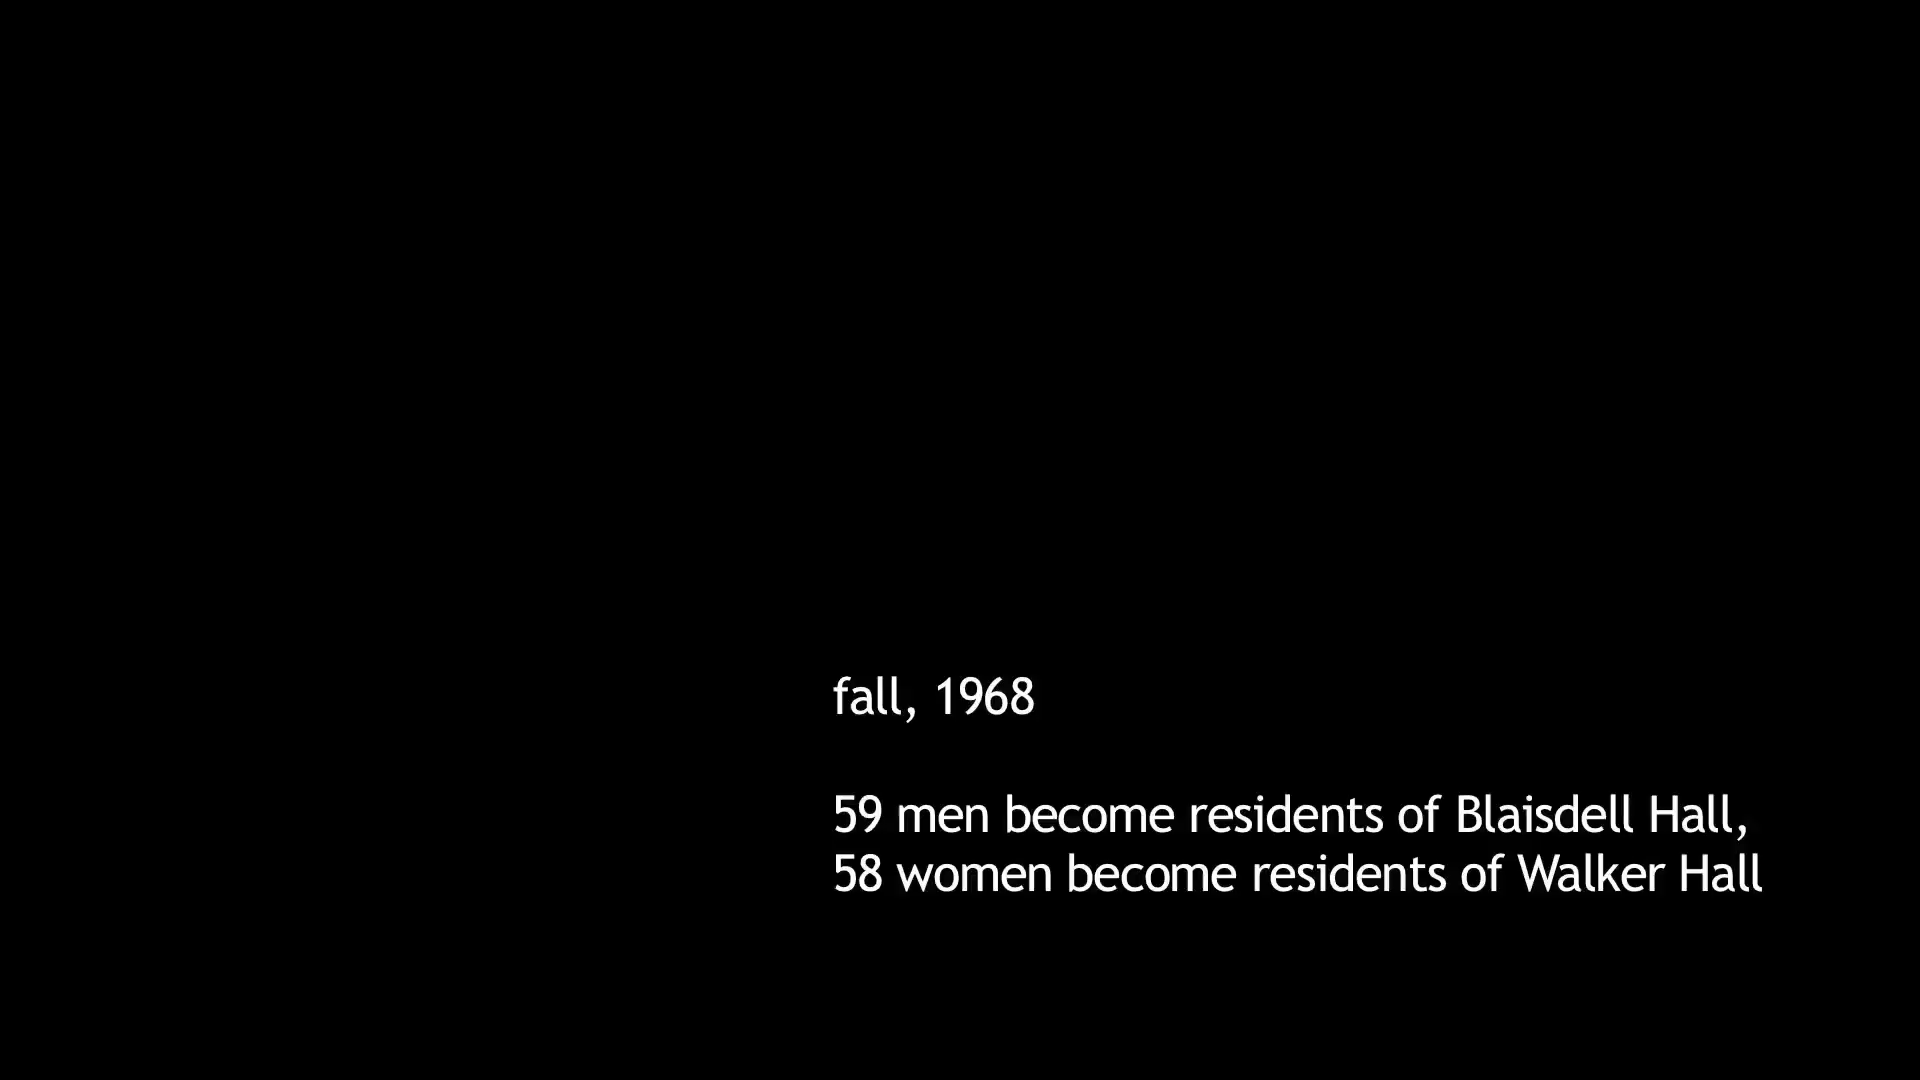 fall, 1968
59 men become residents of Blaisdell Hall,
58 women become residents of Walker Hall